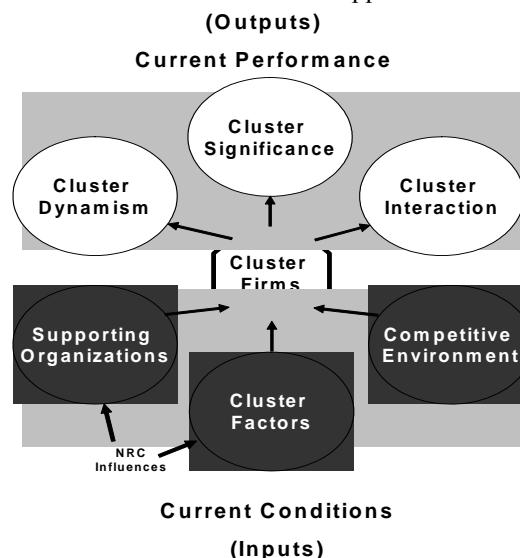 (Outputs)
Current Performance
Cluster
Significance
Cluster
Dynamism
Cluster
Interaction
Cluster
Firms
Supporting
Organizations
Competitive
Environment
Cluster
Factors
NRC
Influences
Current Conditions
(Inputs)